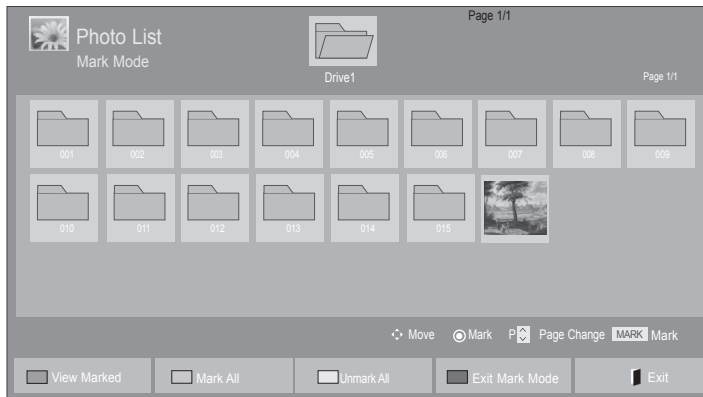 Page 1/1
Photo List
Mark Mode
Drive1
Page 1/1
001 002 003 004 005 006 007 008 009
010 011 012 013 014 015
Move Mark P Page Change MARK Mark
View Marked Mark All Unmark All Exit Mark Mode Exit